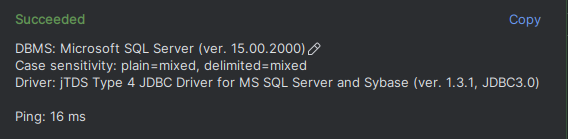 Succeeded Copy
DBMS: Microsoft SQL Server (ver. 15.00.2000)
Case sensitivity: plain=mixed, delimited=mixed
Driver: jTDS Type 4 JDBC Driver for MS SQL Server and Sybase (ver. 1.3.1, JDBC3.0)
Ping: 16 ms